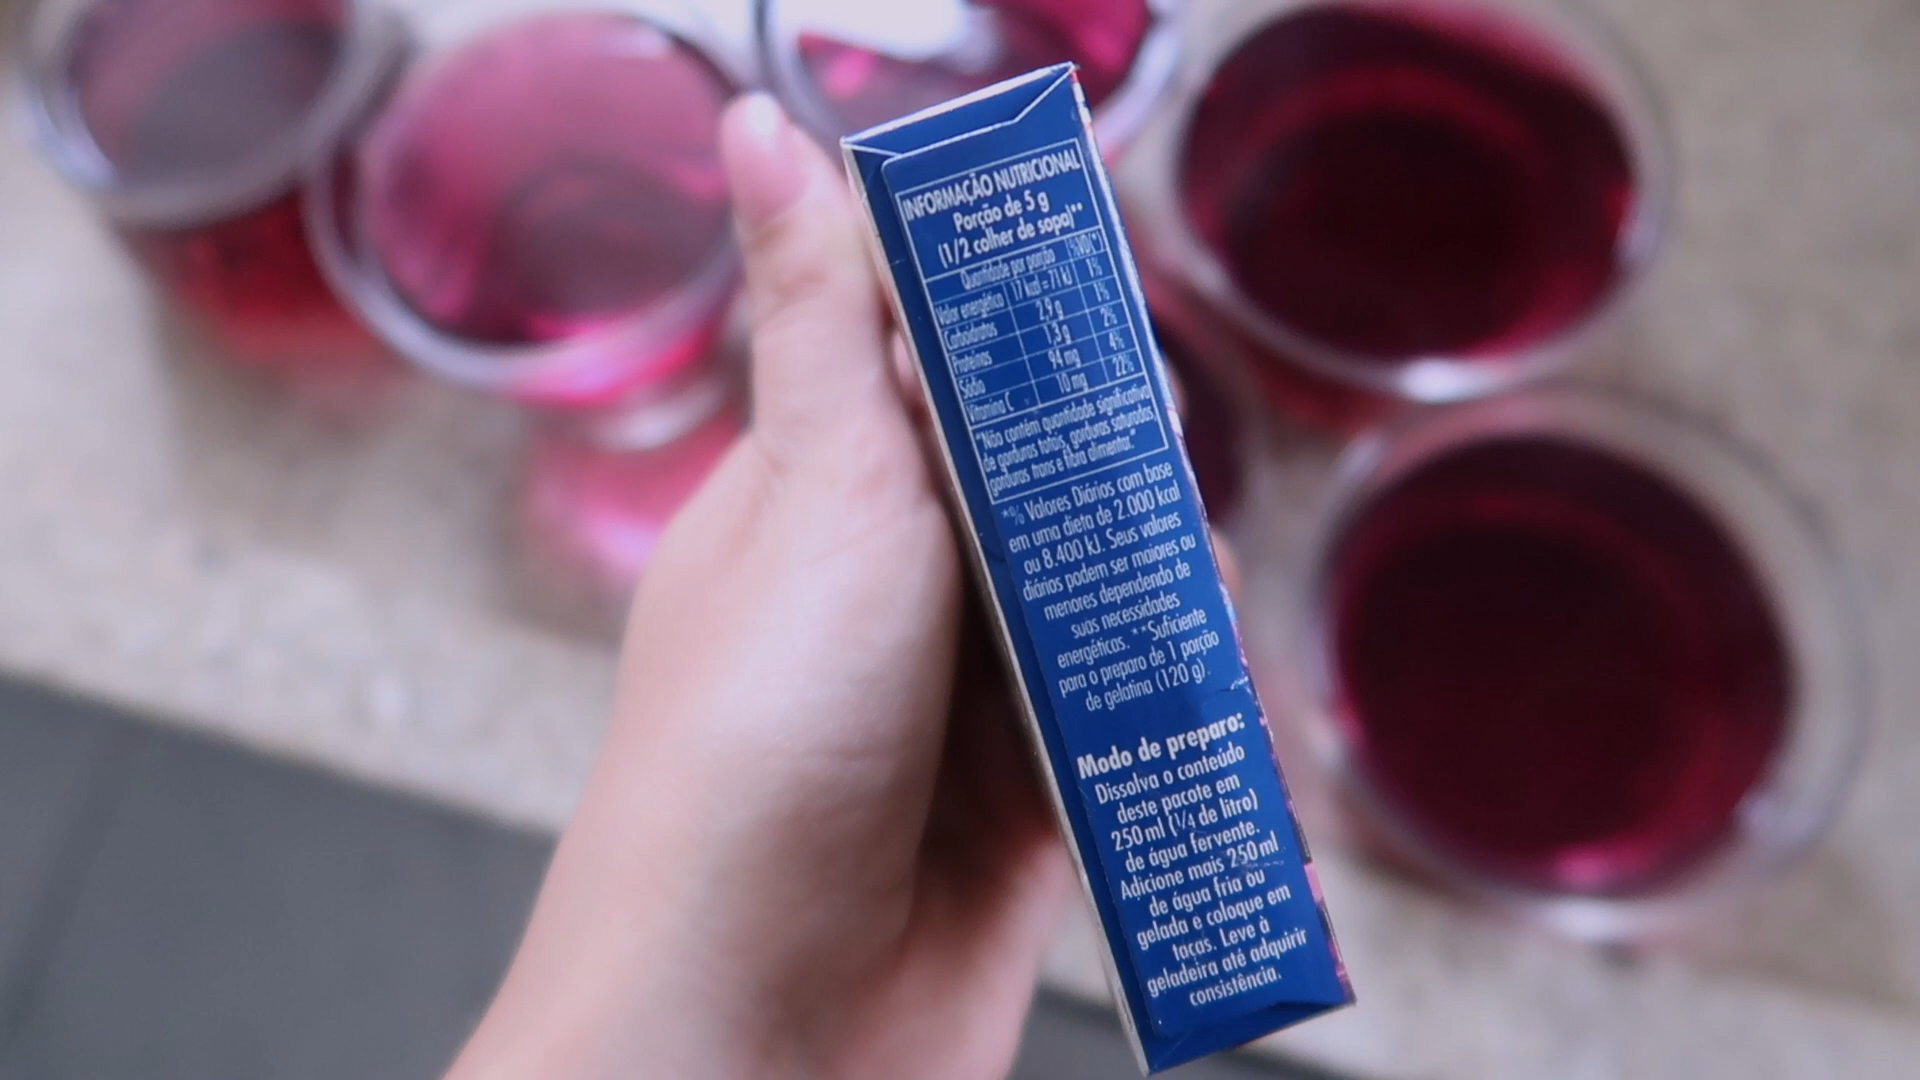 INFORMAÇÃO NUTRICIONAL
Porção de 5 g
(1/2 colher de sopa)**
Quantidade por porção %VD(*)
Valor energético 17 kcal = 71 kJ 1%
Carboidratos 2,9 g 1%
Proteínas 1,3 g 2%
Sódio 94 mg 4%
Vitamina C 10 mg 22%
"Não contém quantidade significativa
de gorduras totais, gorduras saturadas,
gorduras trans e fibra alimentar."
*% Valores Diários com base
em uma dieta de 2.000 kcal
ou 8.400 kJ. Seus valores
diários podem ser maiores ou
menores dependendo de
suas necessidades
energéticas. **Suficiente
para o preparo de 1 porção
de gelatina (120 g).
Modo de preparo:
Dissolva o conteúdo
deste pacote em
250 ml (1/4 de litro)
de água fervente.
Adicione mais 250 ml
de água fria ou
gelada e coloque em
taças. Leve à
geladeira até adquirir
consistência.